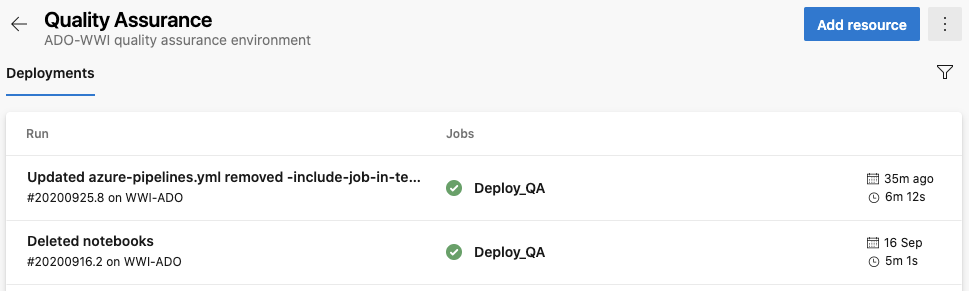 Quality Assurance
Add resource
ADO-WWI quality assurance environment
Deployments
Run Jobs
Updated azure-pipelines.yml removed -include-job-in-te...
#20200925.8 on WWI-ADO
Deploy_QA
35m ago
6m 12s
Deleted notebooks
#20200916.2 on WWI-ADO
Deploy_QA
16 Sep
5m 1s